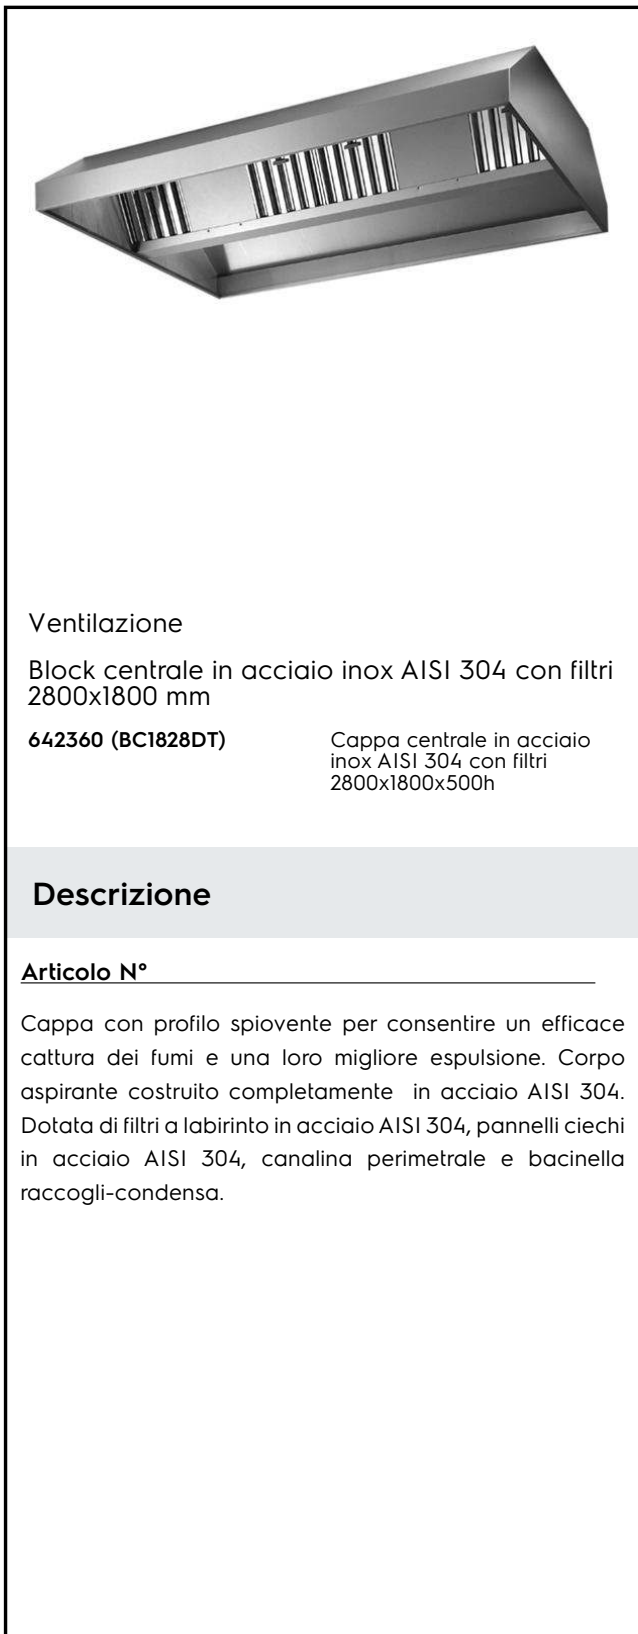 Ventilazione
Block centrale in acciaio inox AISI 304 con filtri
2800x1800 mm
642360 (BC1828DT)
Cappa centrale in acciaio
inox AISI 304 con filtri
2800x1800x500h
Descrizione
Articolo N°
Cappa con profilo spiovente per consentire un efficace
cattura dei fumi e una loro migliore espulsione. Corpo
aspirante costruito completamente in acciaio AISI 304.
Dotata di filtri a labirinto in acciaio AISI 304, pannelli ciechi
in acciaio AISI 304, canalina perimetrale e bacinella
raccogli-condensa.